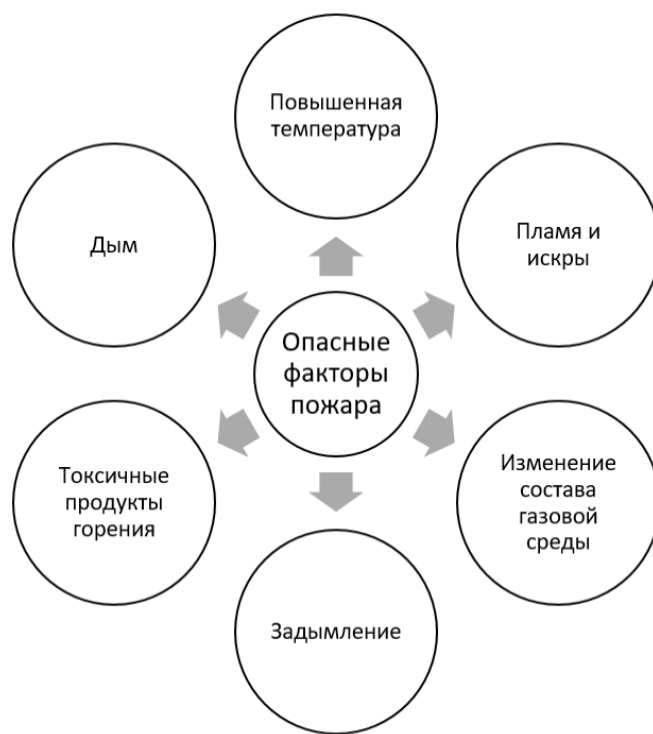 Повышенная
температура
Дым
Пламя и
искры
Опасные
факторы
пожара
Токсичные
продукты
горения
Изменение
состава
газовой
среды
Задымление